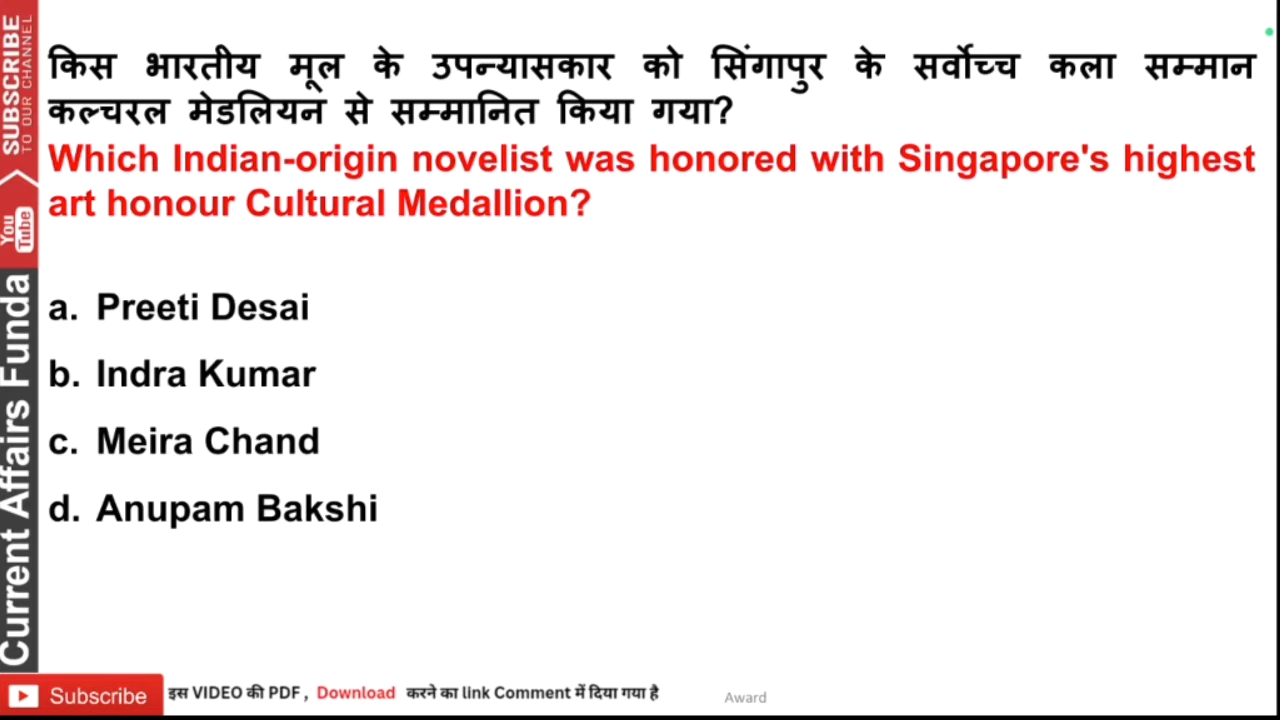 किस भारतीय मूल के उपन्यासकार को सिंगापुर के सर्वोच्च कला सम्मान
कल्चरल मेडलियन से सम्मानित किया गया?
Which Indian-origin novelist was honored with Singapore's highest
art honour Cultural Medallion?
a. Preeti Desai
b. Indra Kumar
c. Meira Chand
d. Anupam Bakshi
SUBSCRIBE
TO OUR CHANNEL
You
Tube
Current Affairs Funda
Subscribe
इस VIDEO की PDF , Download करने का link Comment में दिया गया है
Award